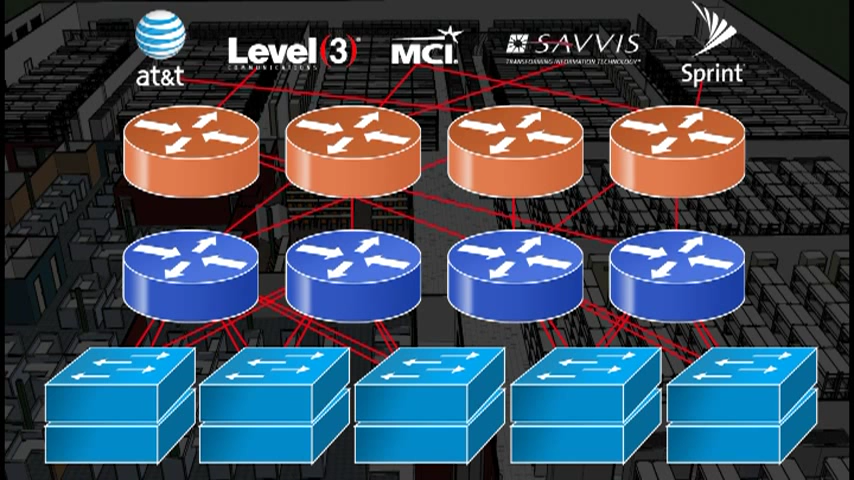 at&t
Level (3)®
COMMUNICATIONS
MCI.
SAVVIS
TRANSFORMING INFORMATION TECHNOLOGY®
Sprint